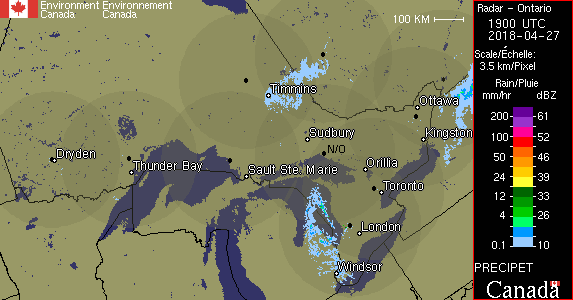 Environment Environnement
Canada Canada
100 KM
Timmins
Ottawa
Sudbury
Kingston
N/O
Dryden
Thunder Bay
Sault Ste. Marie
Orillia
Toronto
London
Windsor
Radar - Ontario
1900 UTC
2018-04-27
Scale/Échelle:
3.5 km/Pixel
Rain/Pluie
mm/hr dBZ
200 61
100 52
50 46
24 39
12 33
4 26
0.1 10
PRECIPET
Canada